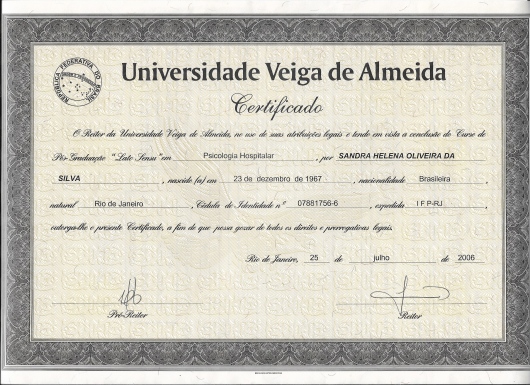 REPÚBLICA FEDERATIVA DO BRASIL
Universidade Veiga de Almeida
Certificado
O Reitor da Universidade Veiga de Almeida, no uso de suas atribuições legais e tendo em vista a conclusão do Curso de
Pós-Graduação "Lato Sensu" em Psicologia Hospitalar , por SANDRA HELENA OLIVEIRA DA
SILVA , nascido (a) em 23 de dezembro de 1967 , nacionalidade Brasileira
natural Rio de Janeiro , Cédula de Identidade nº 07881756-6 , expedida I F P-RJ ,
outorga-lhe o presente Certificado, a fim de que possa gozar de todos os direitos e prerrogativas legais.
Rio de Janeiro, 25 de julho de 2006
Pró-Reitor Reitor